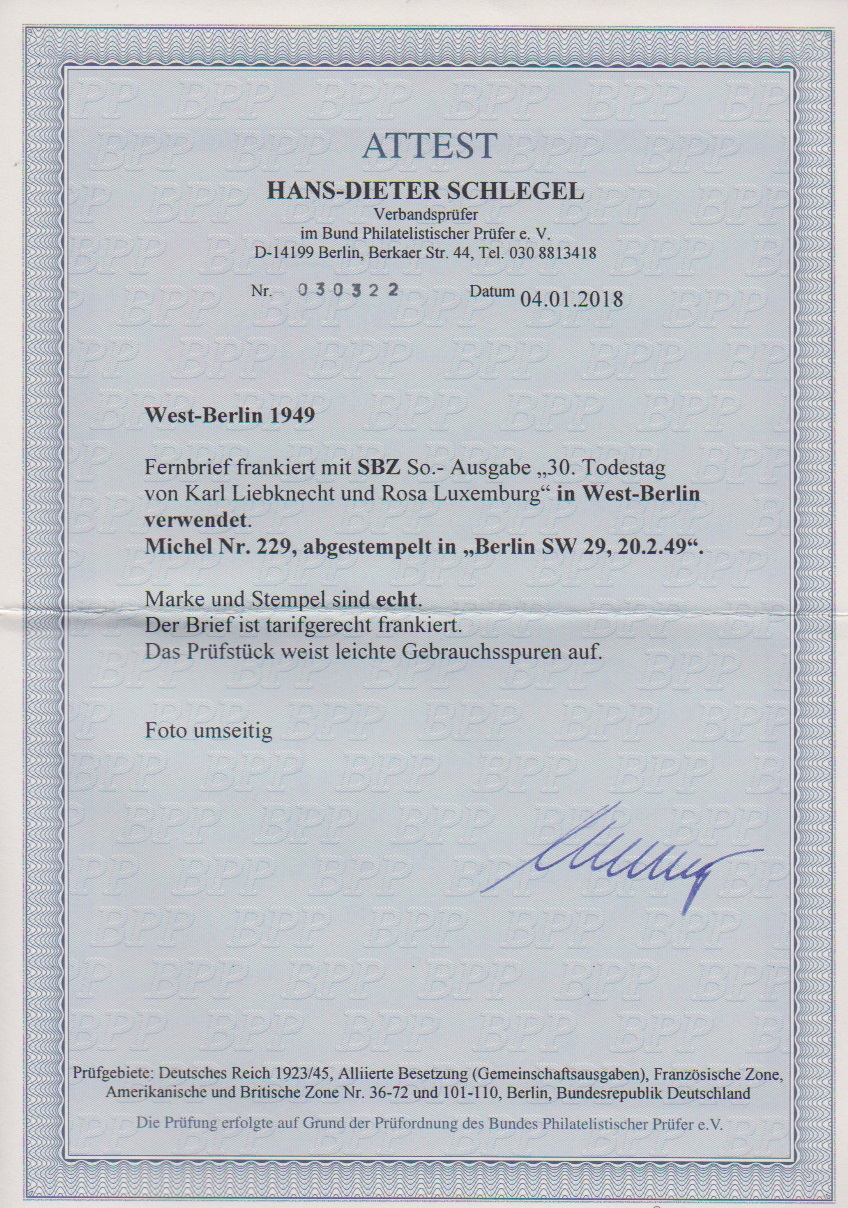 ATTEST
HANS-DIETER SCHLEGEL
Verbandsprüfer
im Bund Philatelistischer Prüfer e. V.
D-14199 Berlin, Berkaer Str. 44, Tel. 030 8813418
Nr. 030322 Datum 04.01.2018
West-Berlin 1949
Fernbrief frankiert mit SBZ So.- Ausgabe „30. Todestag
von Karl Liebknecht und Rosa Luxemburg“ in West-Berlin
verwendet.
Michel Nr. 229, abgestempelt in „Berlin SW 29, 20.2.49“.
Marke und Stempel sind echt.
Der Brief ist tarifgerecht frankiert.
Das Prüfstück weist leichte Gebrauchsspuren auf.
Foto umseitig
Prüfgebiete: Deutsches Reich 1923/45, Alliierte Besetzung (Gemeinschaftsausgaben), Französische Zone,
Amerikanische und Britische Zone Nr. 36-72 und 101-110, Berlin, Bundesrepublik Deutschland
Die Prüfung erfolgte auf Grund der Prüfordnung des Bundes Philatelistischer Prüfer e.V.